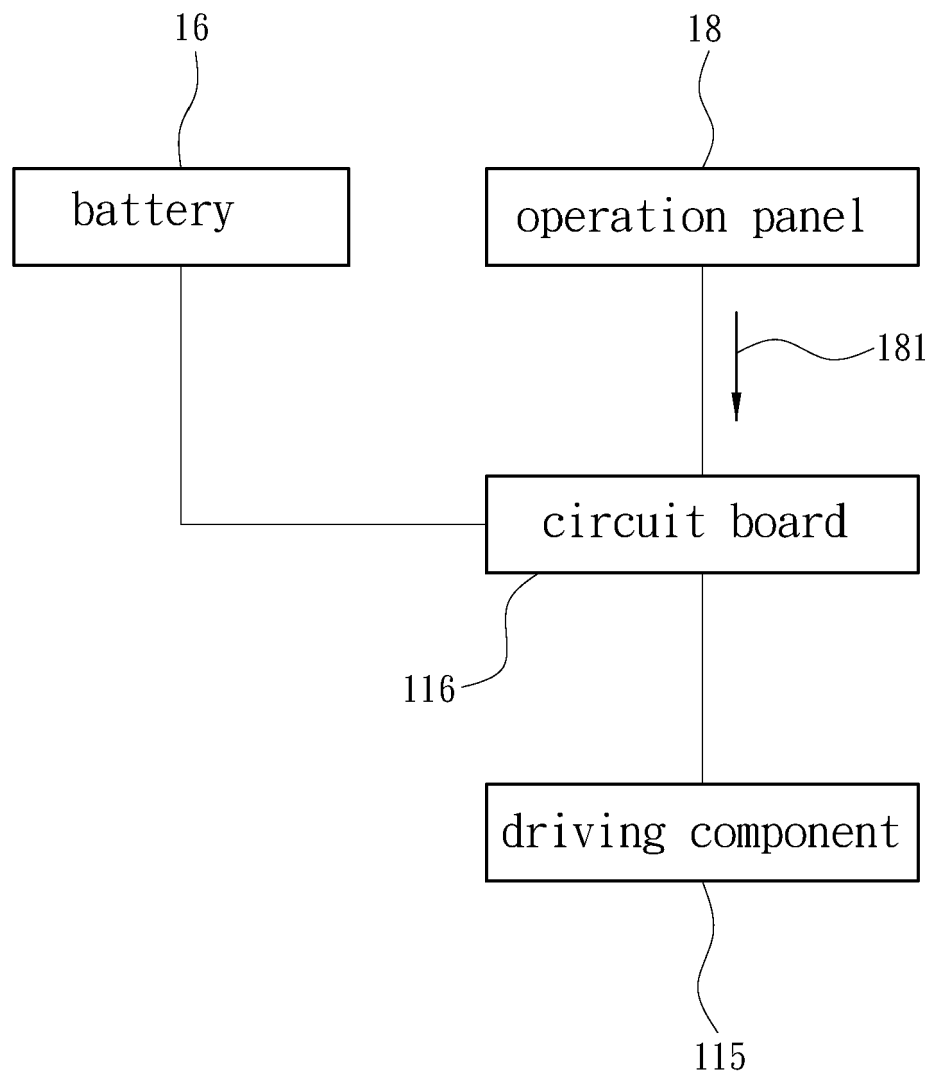 16
18
battery
operation panel
181
circuit board
116
driving component
115